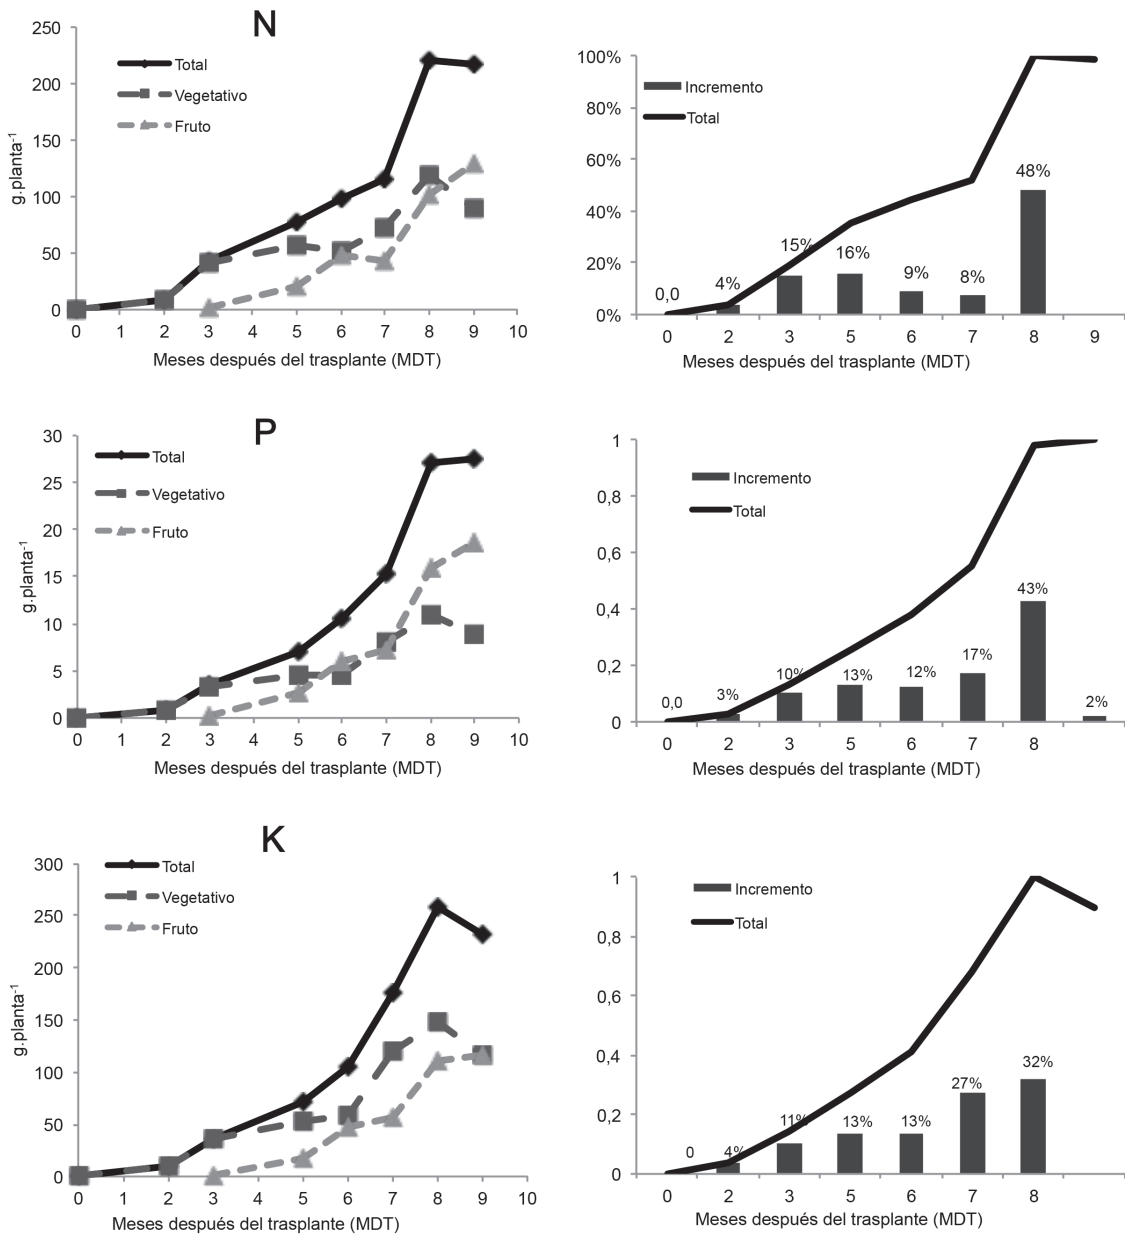 N
250
200
150
100
50
0
g.planta-1
Total
Vegetativo
Fruto
0 1 2 3 4 5 6 7 8 9 10
Meses después del trasplante (MDT)
100%
80%
60%
40%
20%
0%
Incremento
Total
0,0 4% 15% 16% 9% 8% 48%
0 2 3 5 6 7 8 9
Meses después del trasplante (MDT)
P
30
25
20
15
10
5
0
g.planta-1
Total
Vegetativo
Fruto
0 1 2 3 4 5 6 7 8 9 10
Meses después del trasplante (MDT)
1
0,8
0,6
0,4
0,2
0
Incremento
Total
0,0 3% 10% 13% 12% 17% 43% 2%
0 2 3 5 6 7 8
Meses después del trasplante (MDT)
K
300
250
200
150
100
50
0
g.planta-1
Total
Vegetativo
Fruto
0 1 2 3 4 5 6 7 8 9 10
Meses después del trasplante (MDT)
1
0,8
0,6
0,4
0,2
0
Incremento
Total
0 4% 11% 13% 13% 27% 32%
0 2 3 5 6 7 8
Meses después del trasplante (MDT)